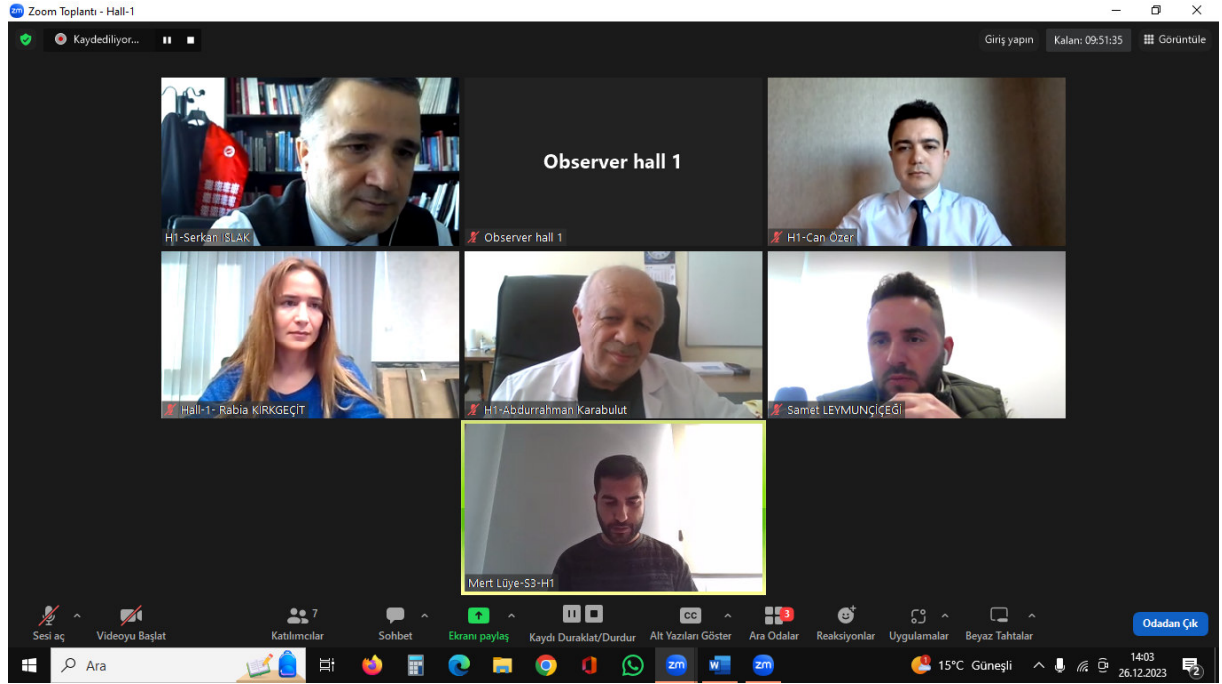 Zoom Toplantı - Hall-1
Kaydediliyor...
Giriş yapın
Kalan: 09:51:35
Görüntüle
H1-Serkan ISLAK
Observer hall 1
Observer hall 1
H1-Can Özer
Hall-1- Rabia KIRKGEÇİT
H1-Abdurrahman Karabulut
Samet LEYMUNÇİÇEĞİ
Mert Lüye-S3-H1
Sesi aç
Videoyu Başlat
7
Katılımcılar
Sohbet
Ekranı paylaş
Kaydı Duraklat/Durdur
CC
Alt Yazıları Göster
3
Ara Odalar
Reaksiyonlar
Uygulamalar
Beyaz Tahtalar
Odadan Çık
Ara
15°C Güneşli
14:03
26.12.2023
2